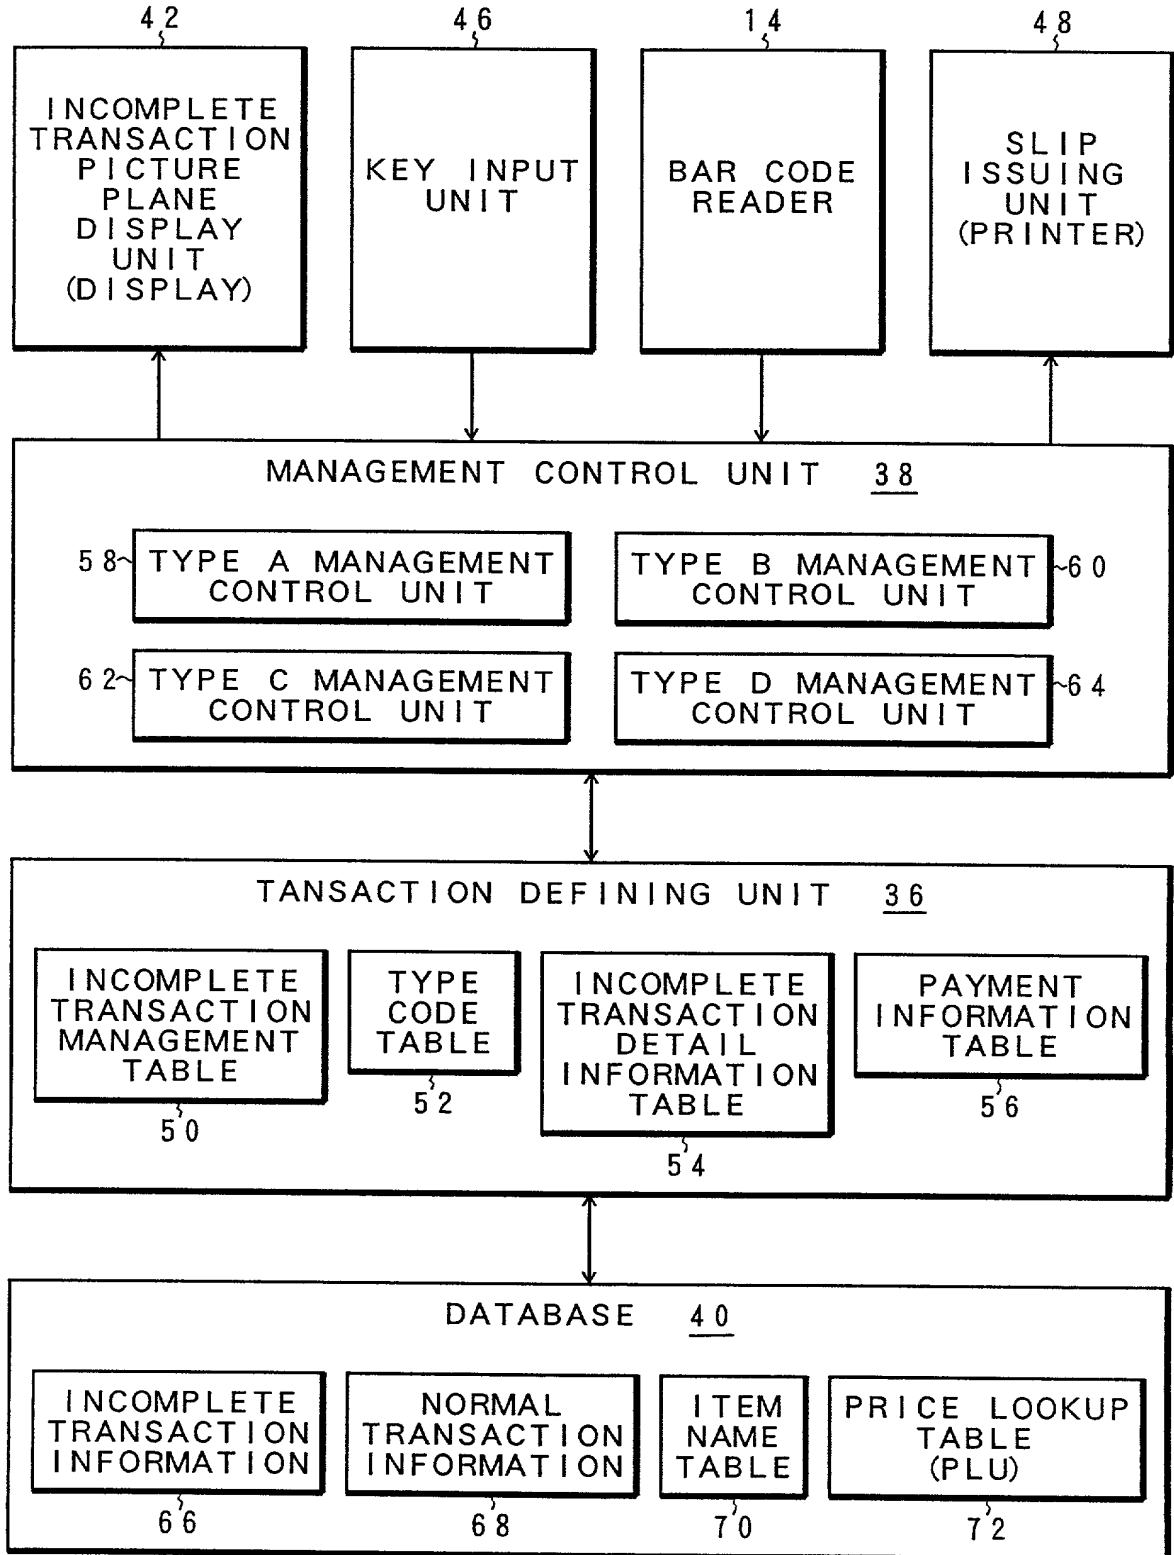 42
46
14
48
INCOMPLETE
TRANSACTION
PICTURE
PLANE
DISPLAY
UNIT
(DISPLAY)
KEY INPUT
UNIT
BAR CODE
READER
SLIP
ISSUING
UNIT
(PRINTER)
MANAGEMENT CONTROL UNIT 38
58
TYPE A MANAGEMENT
CONTROL UNIT
TYPE B MANAGEMENT
CONTROL UNIT
60
62
TYPE C MANAGEMENT
CONTROL UNIT
TYPE D MANAGEMENT
CONTROL UNIT
64
TANSACTION DEFINING UNIT 36
INCOMPLETE
TRANSACTION
MANAGEMENT
TABLE
50
TYPE
CODE
TABLE
52
INCOMPLETE
TRANSACTION
DETAIL
INFORMATION
TABLE
54
PAYMENT
INFORMATION
TABLE
56
DATABASE 40
INCOMPLETE
TRANSACTION
INFORMATION
66
NORMAL
TRANSACTION
INFORMATION
68
ITEM
NAME
TABLE
70
PRICE LOOKUP
TABLE
(PLU)
72